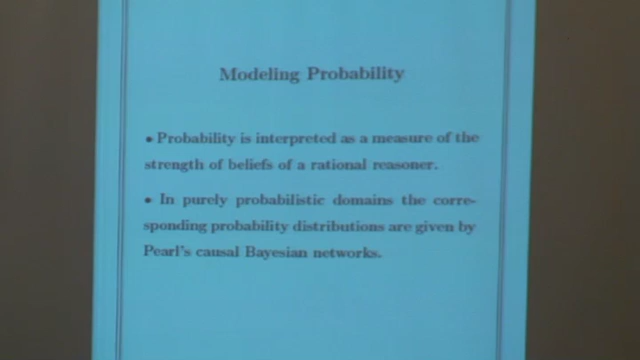 Modeling Probability
• Probability is interpreted as a measure of the
strength of beliefs of a rational reasoner.
• In purely probabilistic domains the corre-
sponding probability distributions are given by
Pearl's causal Bayesian networks.